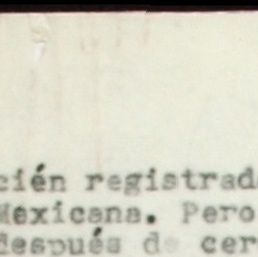 cién registrad
Mexicana. Pero
después de cer